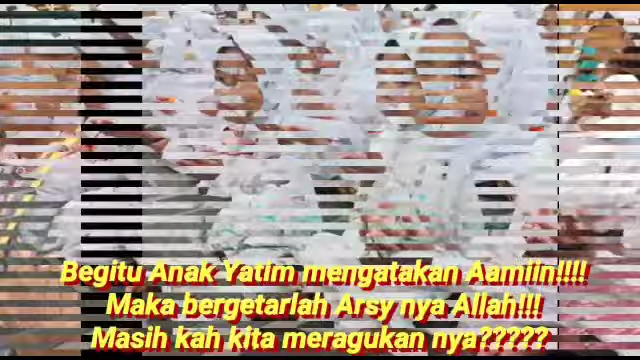 Begitu Anak Yatim mengatakan Aamiin!!!!
Maka bergetarlah Arsy nya Allah!!!
Masih kah kita meragukan nya?????